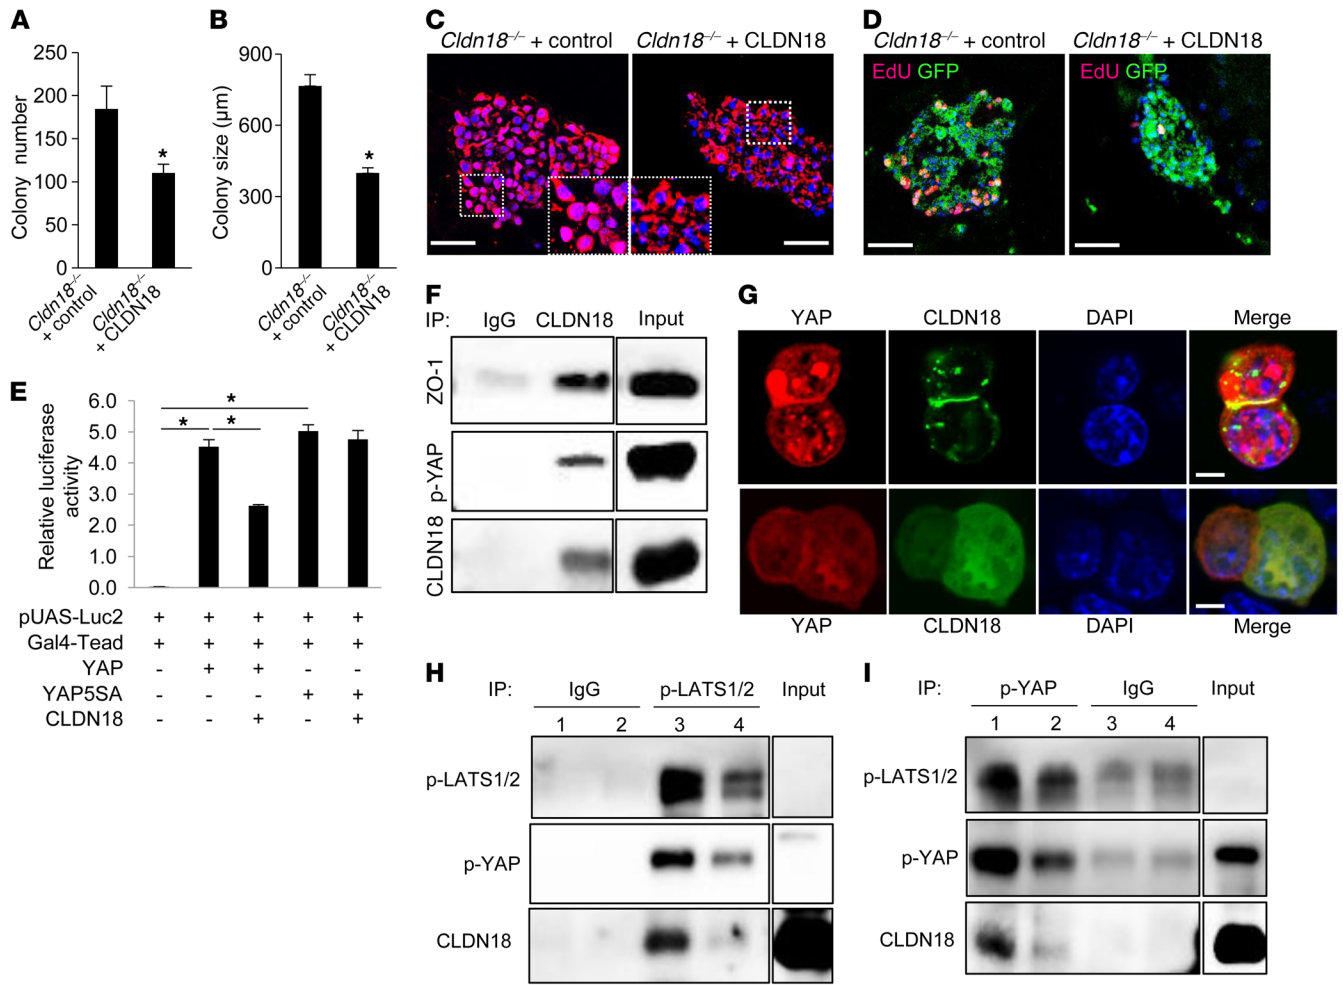 A
250
200
150
100
50
0
Colony number
*
Cldn18⁻/⁻
+ control
Cldn18⁻/⁻
+ CLDN18
B
900
600
300
0
Colony size (μm)
*
Cldn18⁻/⁻
+ control
Cldn18⁻/⁻
+ CLDN18
C
Cldn18⁻/⁻ + control
Cldn18⁻/⁻ + CLDN18
D
Cldn18⁻/⁻ + control
Cldn18⁻/⁻ + CLDN18
EdU GFP
EdU GFP
E
6.0
5.0
4.0
3.0
2.0
1.0
0.0
Relative luciferase
activity
*
* *
pUAS-Luc2 + + + + +
Gal4-Tead + + + + +
YAP - + + - -
YAP5SA - - - + +
CLDN18 - - + - +
F
IP: IgG CLDN18 Input
ZO-1
p-YAP
CLDN18
G
YAP CLDN18 DAPI Merge
YAP CLDN18 DAPI Merge
H
IP: IgG p-LATS1/2 Input
1 2 3 4
p-LATS1/2
p-YAP
CLDN18
I
IP: p-YAP IgG Input
1 2 3 4
p-LATS1/2
p-YAP
CLDN18